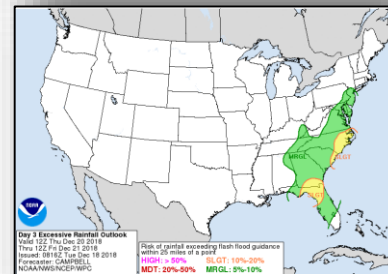 MRGL
SLGT
SLGT
noaa
Day 3 Excessive Rainfall Outlook
Valid 12Z Thu Dec 20 2018
Thru 12Z Fri Dec 21 2018
Issued: 0816Z Tue Dec 18 2018
Forecaster: CAMPBELL
NOAA/NWS/NCEP/WPC
Risk of rainfall exceeding flash flood guidance
within 25 miles of a point
HIGH: > 50% SLGT: 10%-20%
MDT: 20%-50% MRGL: 5%-10%